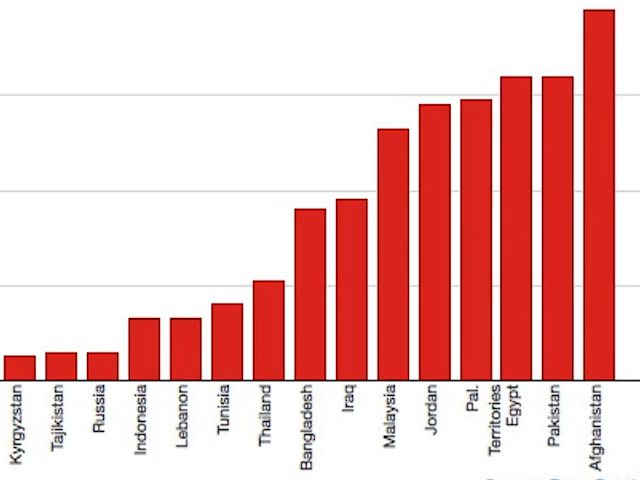 Kyrgyzstan
Tajikistan
Russia
Indonesia
Lebanon
Tunisia
Thailand
Bangladesh
Iraq
Malaysia
Jordan
Pal.
Territories
Egypt
Pakistan
Afghanistan